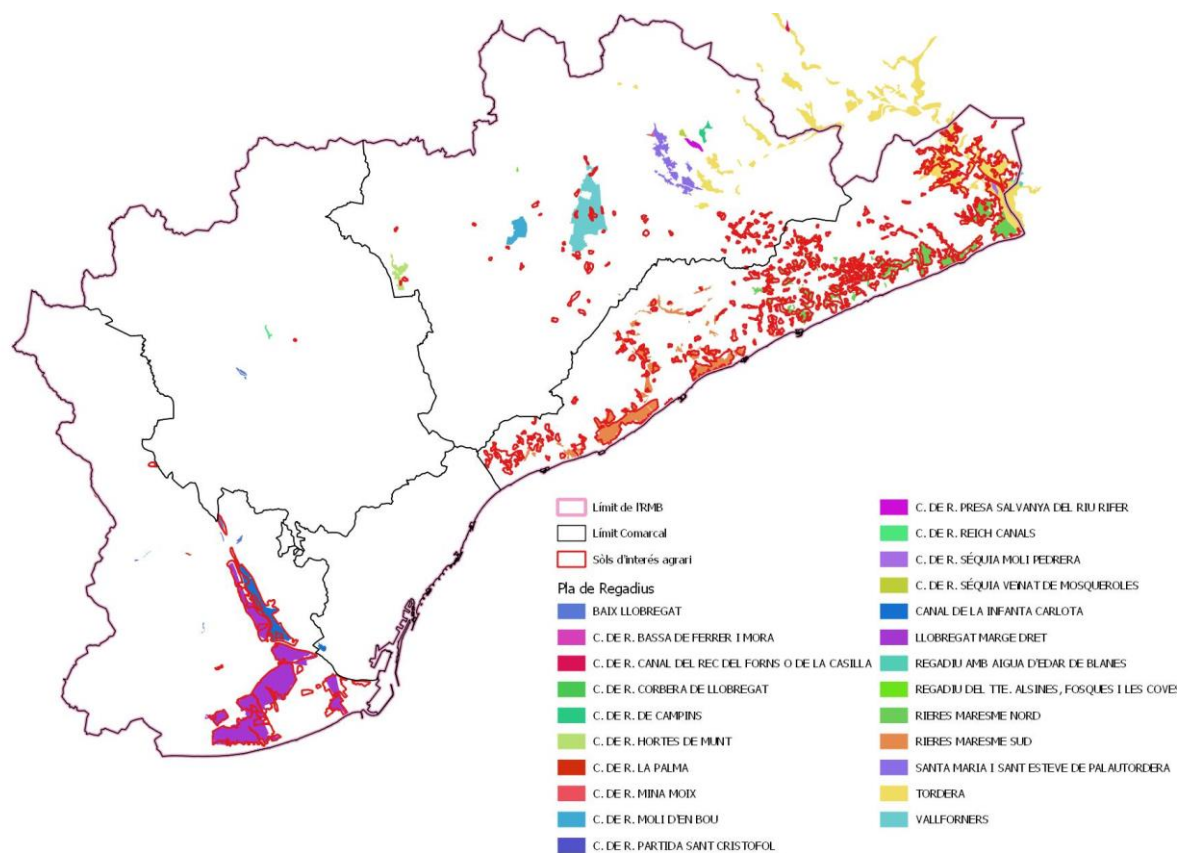 Límit de l'RMB
Límit Comarcal
Sòls d'interés agrari
Pla de Regadius
BAIX LLOBREGAT
C. DE R. BASSA DE FERRER I MORA
C. DE R. CANAL DEL REC DEL FORNS O DE LA CASILLA
C. DE R. CORBERA DE LLOBREGAT
C. DE R. DE CAMPINS
C. DE R. HORTES DE MUNT
C. DE R. LA PALMA
C. DE R. MINA MOIX
C. DE R. MOLI D'EN BOU
C. DE R. PARTIDA SANT CRISTOFOL
C. DE R. PRESA SALVANYA DEL RIU RIFER
C. DE R. REICH CANALS
C. DE R. SÉQUIA MOLI PEDRERA
C. DE R. SÉQUIA VEÏNAT DE MOSQUEROLES
CANAL DE LA INFANTA CARLOTA
LLOBREGAT MARGE DRET
REGADIU AMB AIGUA D'EDAR DE BLANES
REGADIU DEL TTE. ALSINES, FOSQUES I LES COVES
RIERES MARESME NORD
RIERES MARESME SUD
SANTA MARIA I SANT ESTEVE DE PALAUTORDERA
TORDERA
VALLFORNERS